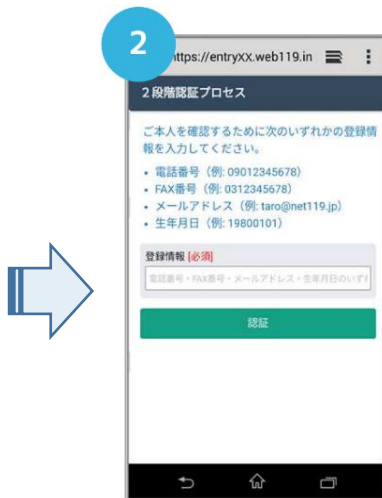 2
ttps://entryXX.web119.in
２段階認証プロセス
ご本人を確認するために次のいずれかの登録情
報を入力してください。
・ 電話番号（例: 09012345678）
・ FAX番号（例: 0312345678）
・ メールアドレス（例: taro@net119.jp）
・ 生年月日（例: 19800101）
登録情報 [必須]
電話番号・FAX番号・メールアドレス・生年月日のいずれ
認証